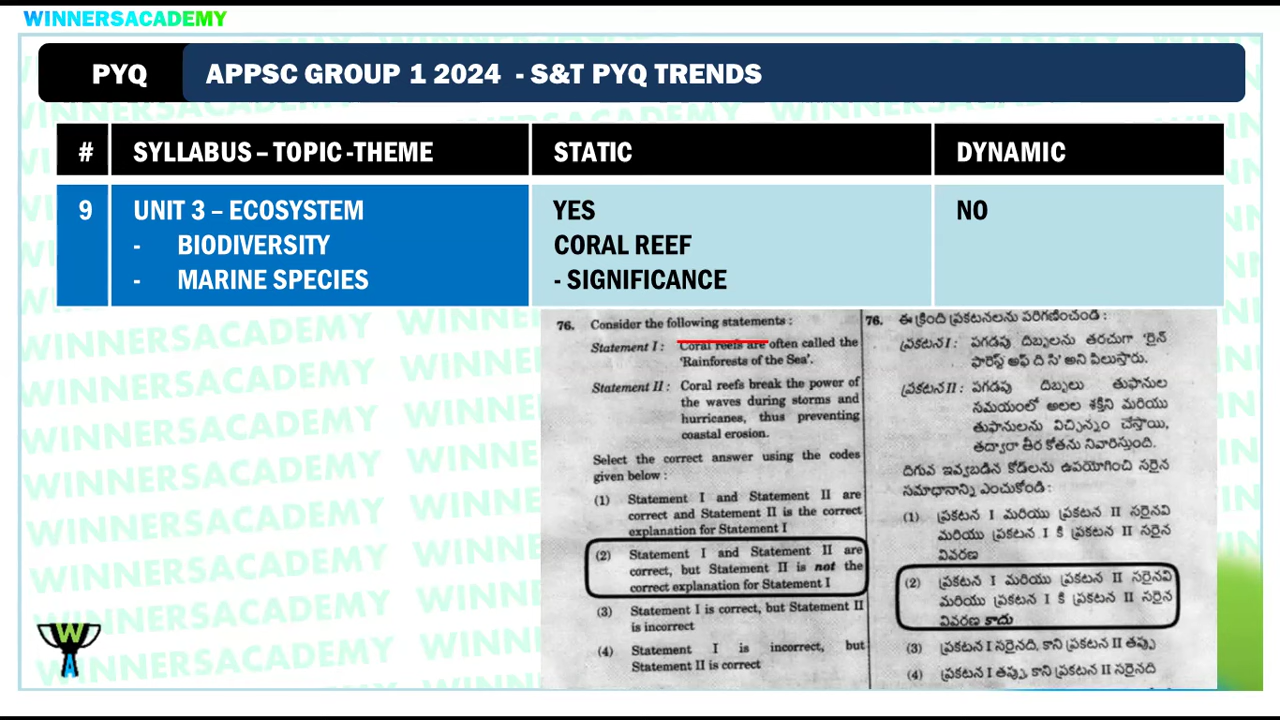 WINNERSACADEMY
PYQ APPSC GROUP 1 2024 - S&T PYQ TRENDS
# SYLLABUS – TOPIC -THEME STATIC DYNAMIC
9 UNIT 3 – ECOSYSTEM YES NO
- BIODIVERSITY CORAL REEF
- MARINE SPECIES - SIGNIFICANCE
76. Consider the following statements :
Statement I : Coral reefs are often called the
'Rainforests of the Sea'.
Statement II : Coral reefs break the power of
the waves during storms and
hurricanes, thus preventing
coastal erosion.
Select the correct answer using the codes
given below :
(1) Statement I and Statement II are
correct and Statement II is the correct
explanation for Statement I
(2) Statement I and Statement II are
correct, but Statement II is not the
correct explanation for Statement I
(3) Statement I is correct, but Statement II
is incorrect
(4) Statement I is incorrect, but
Statement II is correct
76. ఈ క్రింది ప్రకటనలను పరిగణించండి :
ప్రకటన I : పగడపు దిబ్బలను తరచుగా 'రైన్
ఫారెస్ట్ అఫ్ ది సి' అని పిలుస్తారు.
ప్రకటన II : పగడపు దిబ్బలు తుఫానుల
సమయంలో అలల శక్తిని మరియు
తుఫానులను విచ్ఛిన్నం చేస్తాయి,
తద్వారా తీర కోతను నివారిస్తుంది.
దిగువ ఇవ్వబడిన కోడ్‌లను ఉపయోగించి సరైన
సమాధానాన్ని ఎంచుకోండి :
(1) ప్రకటన I మరియు ప్రకటన II సరైనవి
మరియు ప్రకటన I కి ప్రకటన II సరైన
వివరణ
(2) ప్రకటన I మరియు ప్రకటన II సరైనవి
మరియు ప్రకటన I కి ప్రకటన II సరైన
వివరణ కాదు
(3) ప్రకటన I సరైనది, కాని ప్రకటన II తప్పు
(4) ప్రకటన I తప్పు, కాని ప్రకటన II సరైనది